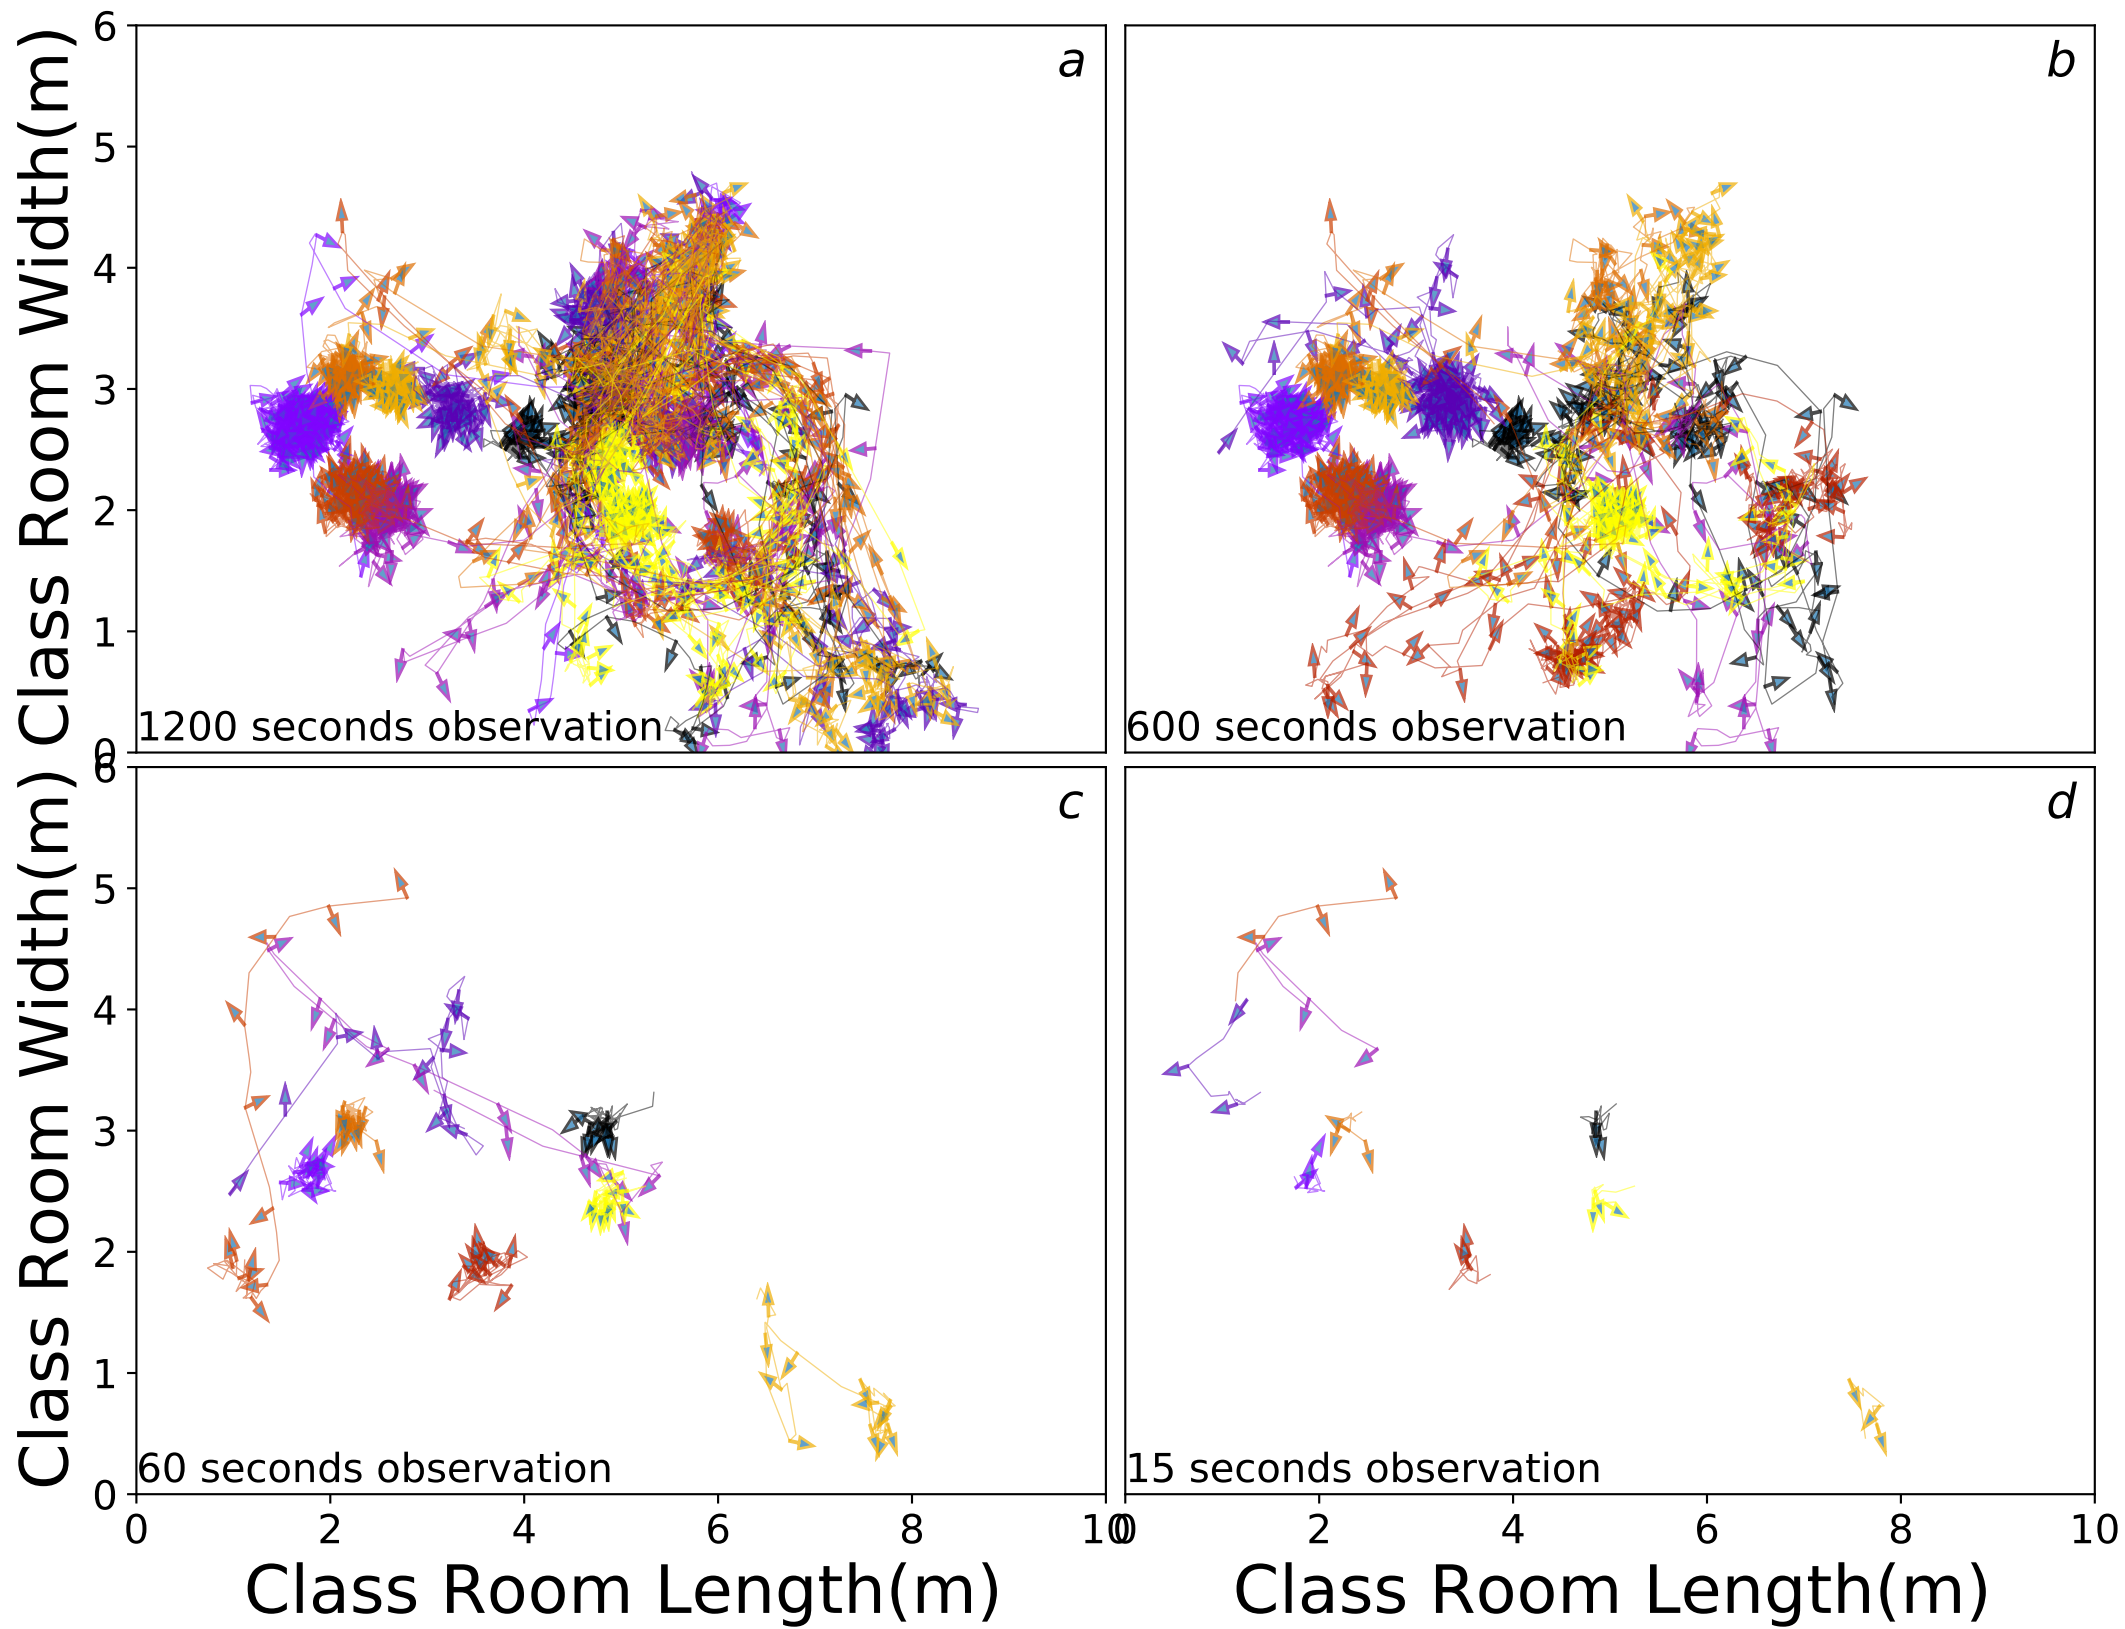 Class Room Width(m)
6
5
4
3
2
1
0
a
1200 seconds observation
b
600 seconds observation
Class Room Width(m)
6
5
4
3
2
1
0
c
60 seconds observation
d
15 seconds observation
0 2 4 6 8 10
0 2 4 6 8 10
Class Room Length(m)
Class Room Length(m)